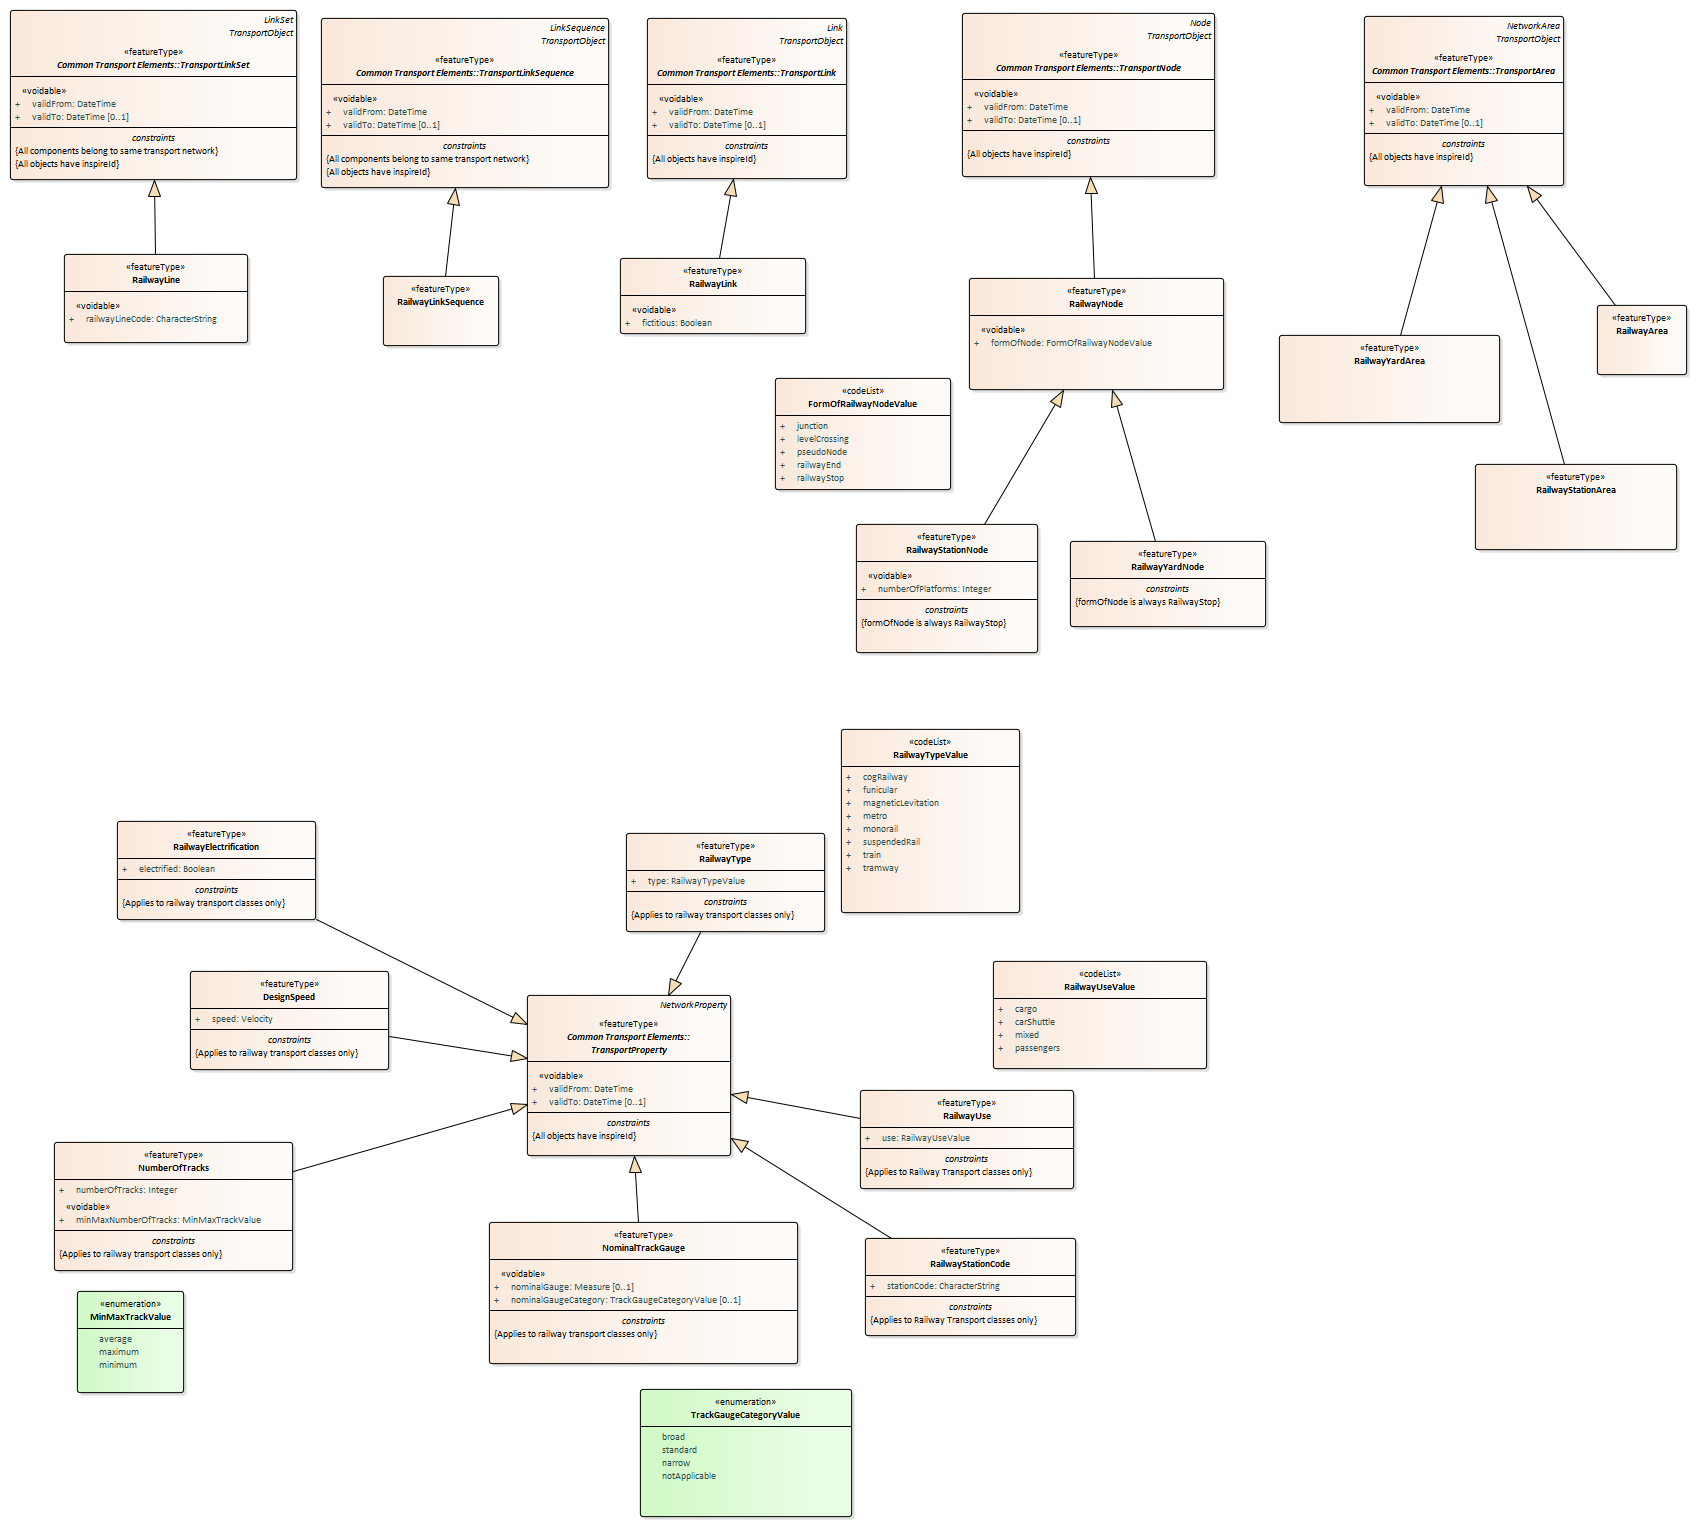 LinkSet
TransportObject
«featureType»
Common Transport Elements::TransportLinkSet
«voidable»
+ validFrom: DateTime
+ validTo: DateTime [0..1]
constraints
{All components belong to same transport network}
{All objects have inspireId}
LinkSequence
TransportObject
«featureType»
Common Transport Elements::TransportLinkSequence
«voidable»
+ validFrom: DateTime
+ validTo: DateTime [0..1]
constraints
{All components belong to same transport network}
{All objects have inspireId}
Link
TransportObject
«featureType»
Common Transport Elements::TransportLink
«voidable»
+ validFrom: DateTime
+ validTo: DateTime [0..1]
constraints
{All objects have inspireId}
Node
TransportObject
«featureType»
Common Transport Elements::TransportNode
«voidable»
+ validFrom: DateTime
+ validTo: DateTime [0..1]
constraints
{All objects have inspireId}
NetworkArea
TransportObject
«featureType»
Common Transport Elements::TransportArea
«voidable»
+ validFrom: DateTime
+ validTo: DateTime [0..1]
constraints
{All objects have inspireId}
«featureType»
RailwayLine
«voidable»
+ railwayLineCode: CharacterString
«featureType»
RailwayLinkSequence
«featureType»
RailwayLink
«voidable»
+ fictitious: Boolean
«featureType»
RailwayNode
«voidable»
+ formOfNode: FormOfRailwayNodeValue
«featureType»
RailwayYardArea
«featureType»
RailwayArea
«codeList»
FormOfRailwayNodeValue
+ junction
+ levelCrossing
+ pseudoNode
+ railwayEnd
+ railwayStop
«featureType»
RailwayStationArea
«featureType»
RailwayStationNode
«voidable»
+ numberOfPlatforms: Integer
constraints
{formOfNode is always RailwayStop}
«featureType»
RailwayYardNode
constraints
{formOfNode is always RailwayStop}
«codeList»
RailwayTypeValue
+ cogRailway
+ funicular
+ magneticLevitation
+ metro
+ monorail
+ suspendedRail
+ train
+ tramway
«featureType»
RailwayElectrification
+ electrified: Boolean
constraints
{Applies to railway transport classes only}
«featureType»
RailwayType
+ type: RailwayTypeValue
constraints
{Applies to railway transport classes only}
«featureType»
DesignSpeed
+ speed: Velocity
constraints
{Applies to railway transport classes only}
NetworkProperty
«featureType»
Common Transport Elements::
TransportProperty
«voidable»
+ validFrom: DateTime
+ validTo: DateTime [0..1]
constraints
{All objects have inspireId}
«codeList»
RailwayUseValue
+ cargo
+ carShuttle
+ mixed
+ passengers
«featureType»
RailwayUse
+ use: RailwayUseValue
constraints
{Applies to Railway Transport classes only}
«featureType»
NumberOfTracks
+ numberOfTracks: Integer
«voidable»
+ minMaxNumberOfTracks: MinMaxTrackValue
constraints
{Applies to railway transport classes only}
«featureType»
NominalTrackGauge
«voidable»
+ nominalGauge: Measure [0..1]
+ nominalGaugeCategory: TrackGaugeCategoryValue [0..1]
constraints
{Applies to railway transport classes only}
«featureType»
RailwayStationCode
+ stationCode: CharacterString
constraints
{Applies to Railway Transport classes only}
«enumeration»
MinMaxTrackValue
average
maximum
minimum
«enumeration»
TrackGaugeCategoryValue
broad
standard
narrow
notApplicable